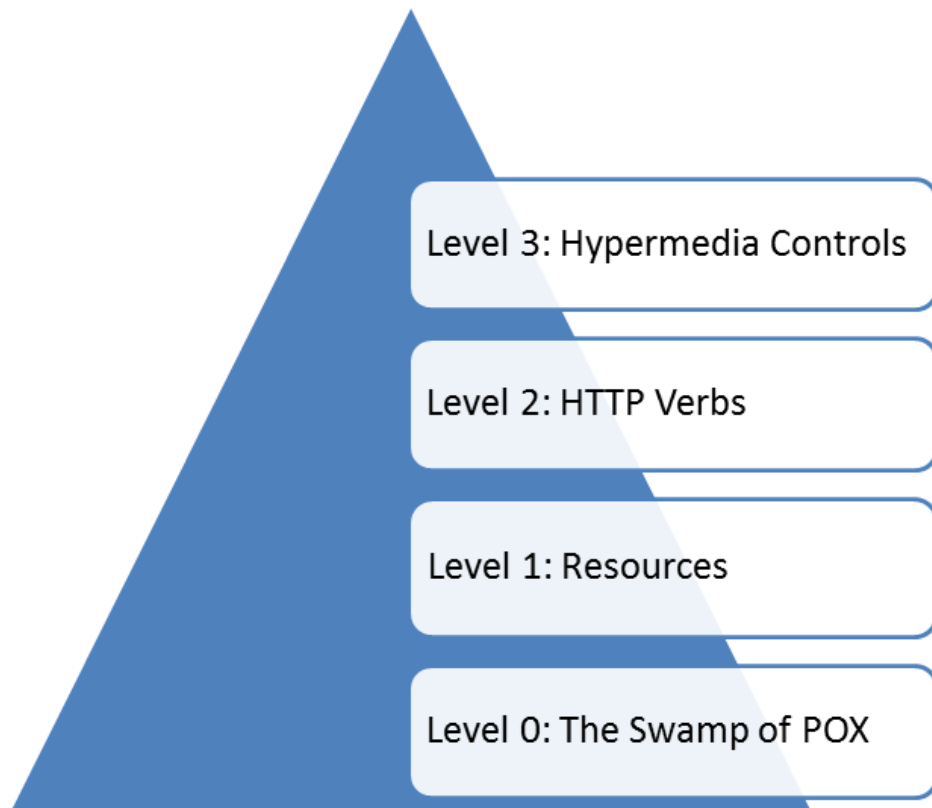 Level 3: Hypermedia Controls
Level 2: HTTP Verbs
Level 1: Resources
Level 0: The Swamp of POX